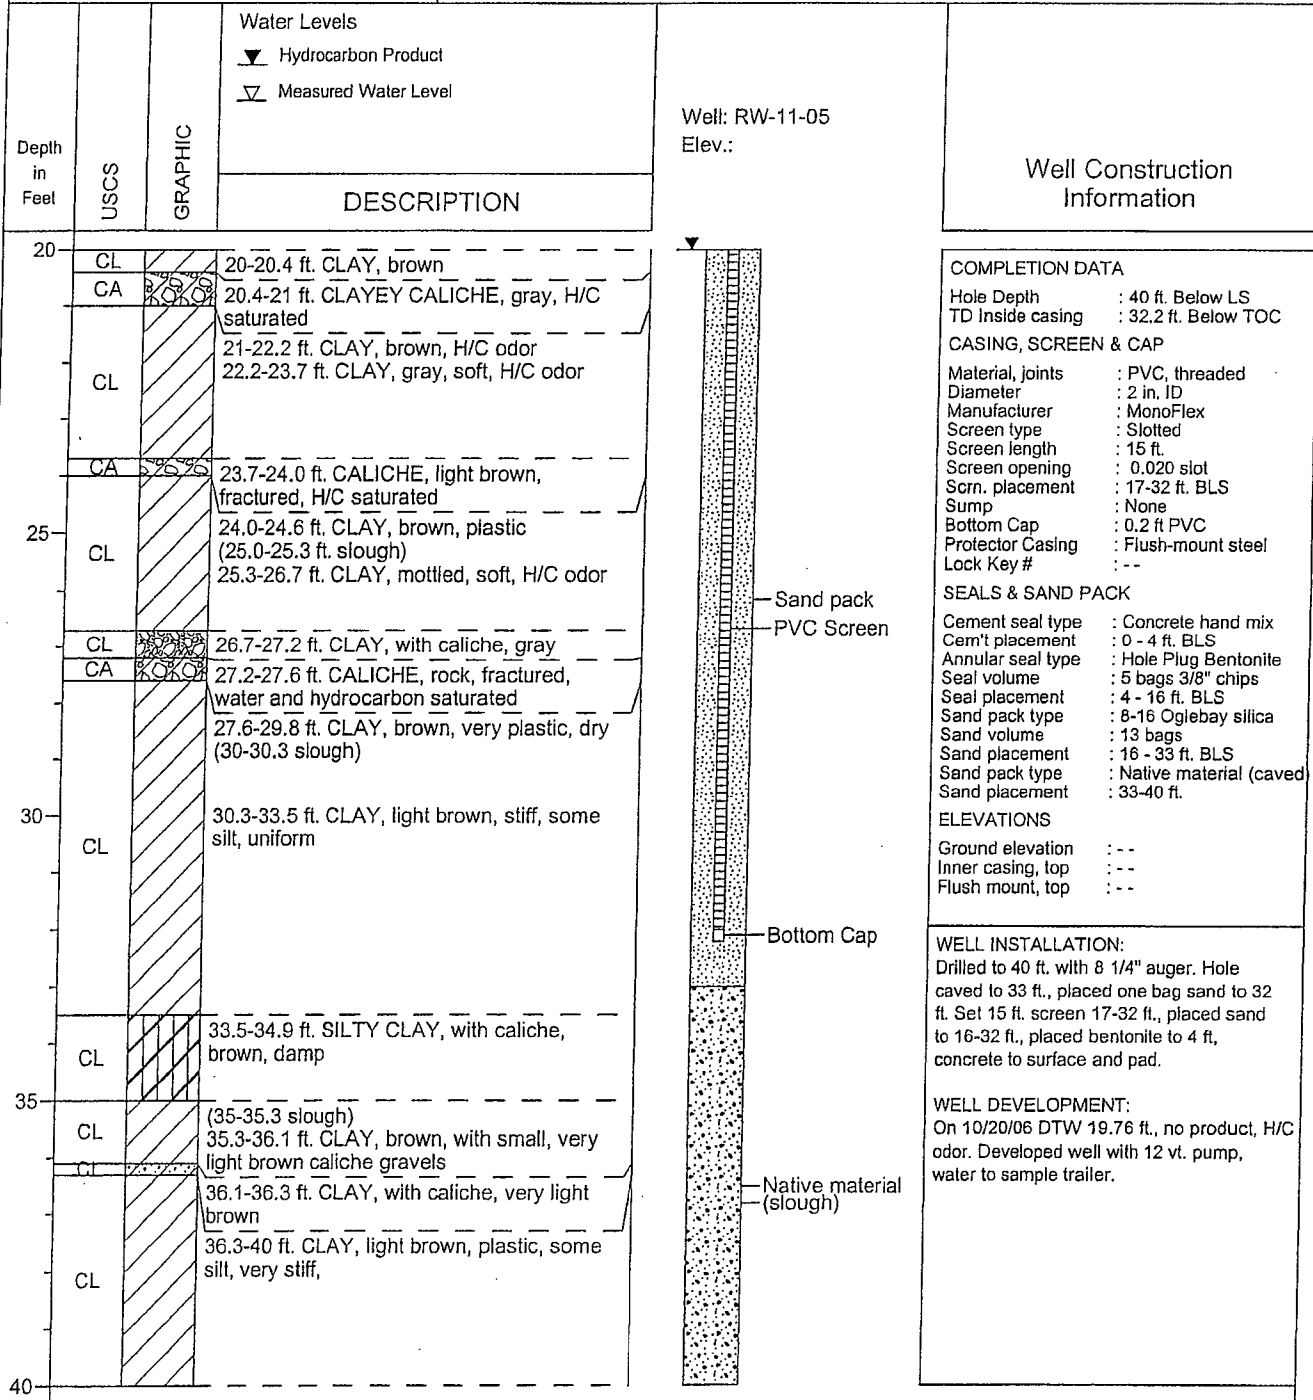 Water Levels
Hydrocarbon Product
Measured Water Level
Well: RW-11-05
Elev.:
Depth
in
Feet
USCS
GRAPHIC
DESCRIPTION
Well Construction
Information
20
CL
20-20.4 ft. CLAY, brown
CA
20.4-21 ft. CLAYEY CALICHE, gray, H/C
saturated
21-22.2 ft. CLAY, brown, H/C odor
22.2-23.7 ft. CLAY, gray, soft, H/C odor
CL
CA
23.7-24.0 ft. CALICHE, light brown,
fractured, H/C saturated
25
24.0-24.6 ft. CLAY, brown, plastic
(25.0-25.3 ft. slough)
25.3-26.7 ft. CLAY, mottled, soft, H/C odor
CL
CL
26.7-27.2 ft. CLAY, with caliche, gray
CA
27.2-27.6 ft. CALICHE, rock, fractured,
water and hydrocarbon saturated
27.6-29.8 ft. CLAY, brown, very plastic, dry
(30-30.3 slough)
30
30.3-33.5 ft. CLAY, light brown, stiff, some
silt, uniform
CL
33.5-34.9 ft. SILTY CLAY, with caliche,
brown, damp
CL
35
(35-35.3 slough)
35.3-36.1 ft. CLAY, brown, with small, very
light brown caliche gravels
CL
CL
36.1-36.3 ft. CLAY, with caliche, very light
brown
36.3-40 ft. CLAY, light brown, plastic, some
silt, very stiff,
CL
40
Sand pack
PVC Screen
Bottom Cap
Native material
(slough)
COMPLETION DATA
Hole Depth : 40 ft. Below LS
TD Inside casing : 32.2 ft. Below TOC
CASING, SCREEN & CAP
Material, joints : PVC, threaded
Diameter : 2 in. ID
Manufacturer : MonoFlex
Screen type : Slotted
Screen length : 15 ft.
Screen opening : 0.020 slot
Scrn. placement : 17-32 ft. BLS
Sump : None
Bottom Cap : 0.2 ft PVC
Protector Casing : Flush-mount steel
Lock Key # : --
SEALS & SAND PACK
Cement seal type : Concrete hand mix
Cem't placement : 0 - 4 ft. BLS
Annular seal type : Hole Plug Bentonite
Seal volume : 5 bags 3/8" chips
Seal placement : 4 - 16 ft. BLS
Sand pack type : 8-16 Oglebay silica
Sand volume : 13 bags
Sand placement : 16 - 33 ft. BLS
Sand pack type : Native material (caved
Sand placement : 33-40 ft.
ELEVATIONS
Ground elevation : --
Inner casing, top : --
Flush mount, top : --
WELL INSTALLATION:
Drilled to 40 ft. with 8 1/4" auger. Hole
caved to 33 ft., placed one bag sand to 32
ft. Set 15 ft. screen 17-32 ft., placed sand
to 16-32 ft., placed bentonite to 4 ft,
concrete to surface and pad.
WELL DEVELOPMENT:
On 10/20/06 DTW 19.76 ft., no product, H/C
odor. Developed well with 12 vt. pump,
water to sample trailer.